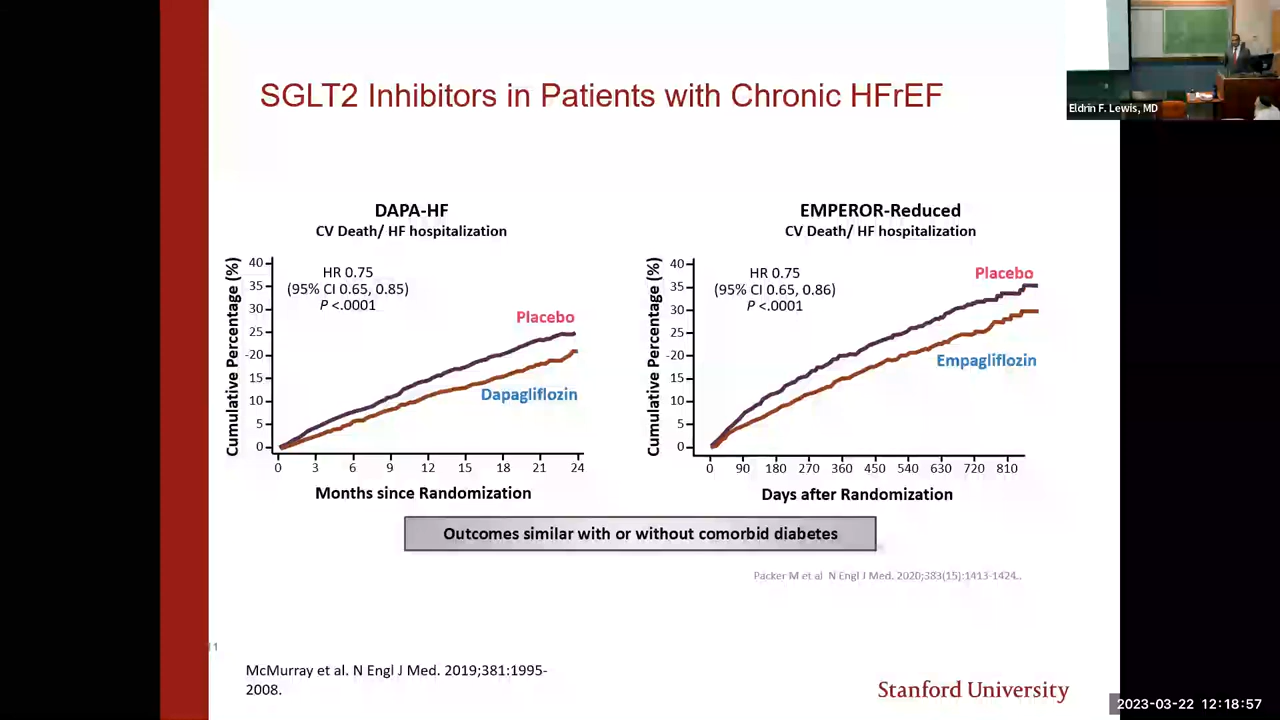 SGLT2 Inhibitors in Patients with Chronic HFrEF
Eldrin F. Lewis, MD
DAPA-HF
CV Death/ HF hospitalization
Cumulative Percentage (%)
40
35
30
25
-20
15
10
5
0
HR 0.75
(95% CI 0.65, 0.85)
P <.0001
Placebo
Dapagliflozin
0 3 6 9 12 15 18 21 24
Months since Randomization
EMPEROR-Reduced
CV Death/ HF hospitalization
Cumulative Percentage (%)
40
35
30
25
-20
15
10
5
0
HR 0.75
(95% CI 0.65, 0.86)
P <.0001
Placebo
Empagliflozin
0 90 180 270 360 450 540 630 720 810
Days after Randomization
Outcomes similar with or without comorbid diabetes
Packer M et al N Engl J Med. 2020;383(15):1413-1424..
McMurray et al. N Engl J Med. 2019;381:1995-
2008.
Stanford University
2023-03-22 12:18:57